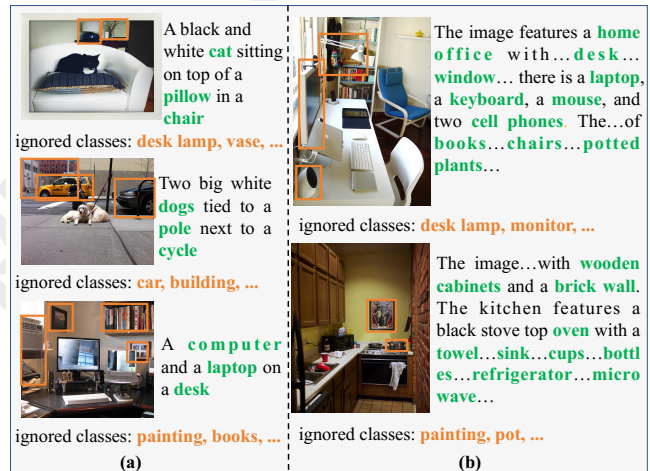 A black and
white cat sitting
on top of a
pillow in a
chair
ignored classes: desk lamp, vase, ...
Two big white
dogs tied to a
pole next to a
cycle
ignored classes: car, building, ...
A computer
and a laptop on
a desk
ignored classes: painting, books, ...
(a)
The image features a home
office with...desk...
window... there is a laptop,
a keyboard, a mouse, and
two cell phones. The...of
books...chairs...potted
plants...
ignored classes: desk lamp, monitor, ...
The image...with wooden
cabinets and a brick wall.
The kitchen features a
black stove top oven with a
towel...sink...cups...bottl
es...refrigerator...micro
wave...
ignored classes: painting, pot, ...
(b)